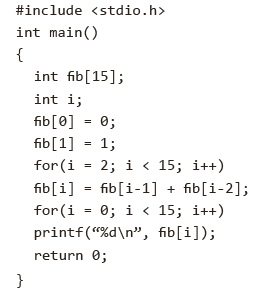 #include <stdio.h>
int main()
{
int fib[15];
int i;
fib[0] = 0;
fib[1] = 1;
for(i = 2; i < 15; i++)
fib[i] = fib[i-1] + fib[i-2];
for(i = 0; i < 15; i++)
printf(“%d\n”, fib[i]);
return 0;
}